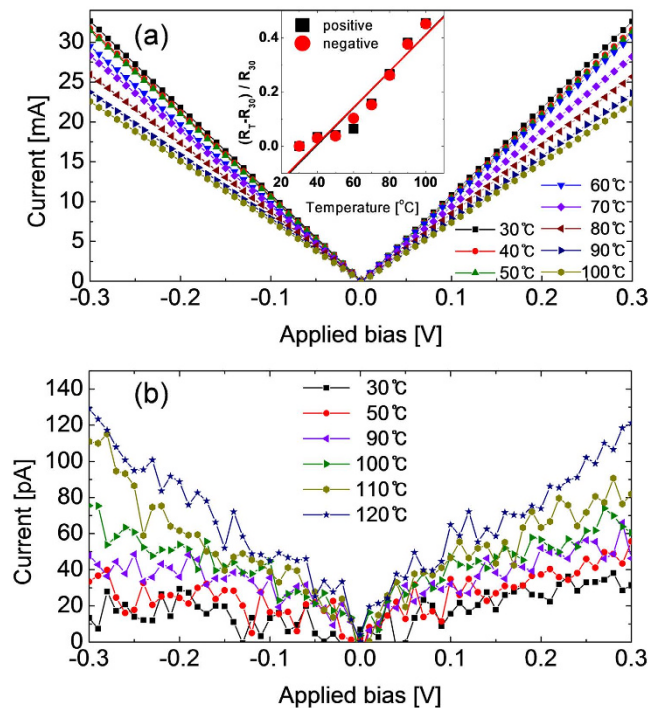 (a)
positive
negative
(R_T-R_30) / R_30
0.4
0.2
0.0
20 40 60 80 100
Temperature [°C]
30
25
20
15
10
5
0
Current [mA]
60℃
70℃
30℃ 80℃
40℃ 90℃
50℃ 100℃
-0.3 -0.2 -0.1 0.0 0.1 0.2 0.3
Applied bias [V]
(b)
140
120
100
80
60
40
20
0
Current [pA]
30℃
50℃
90℃
100℃
110℃
120℃
-0.3 -0.2 -0.1 0.0 0.1 0.2 0.3
Applied bias [V]